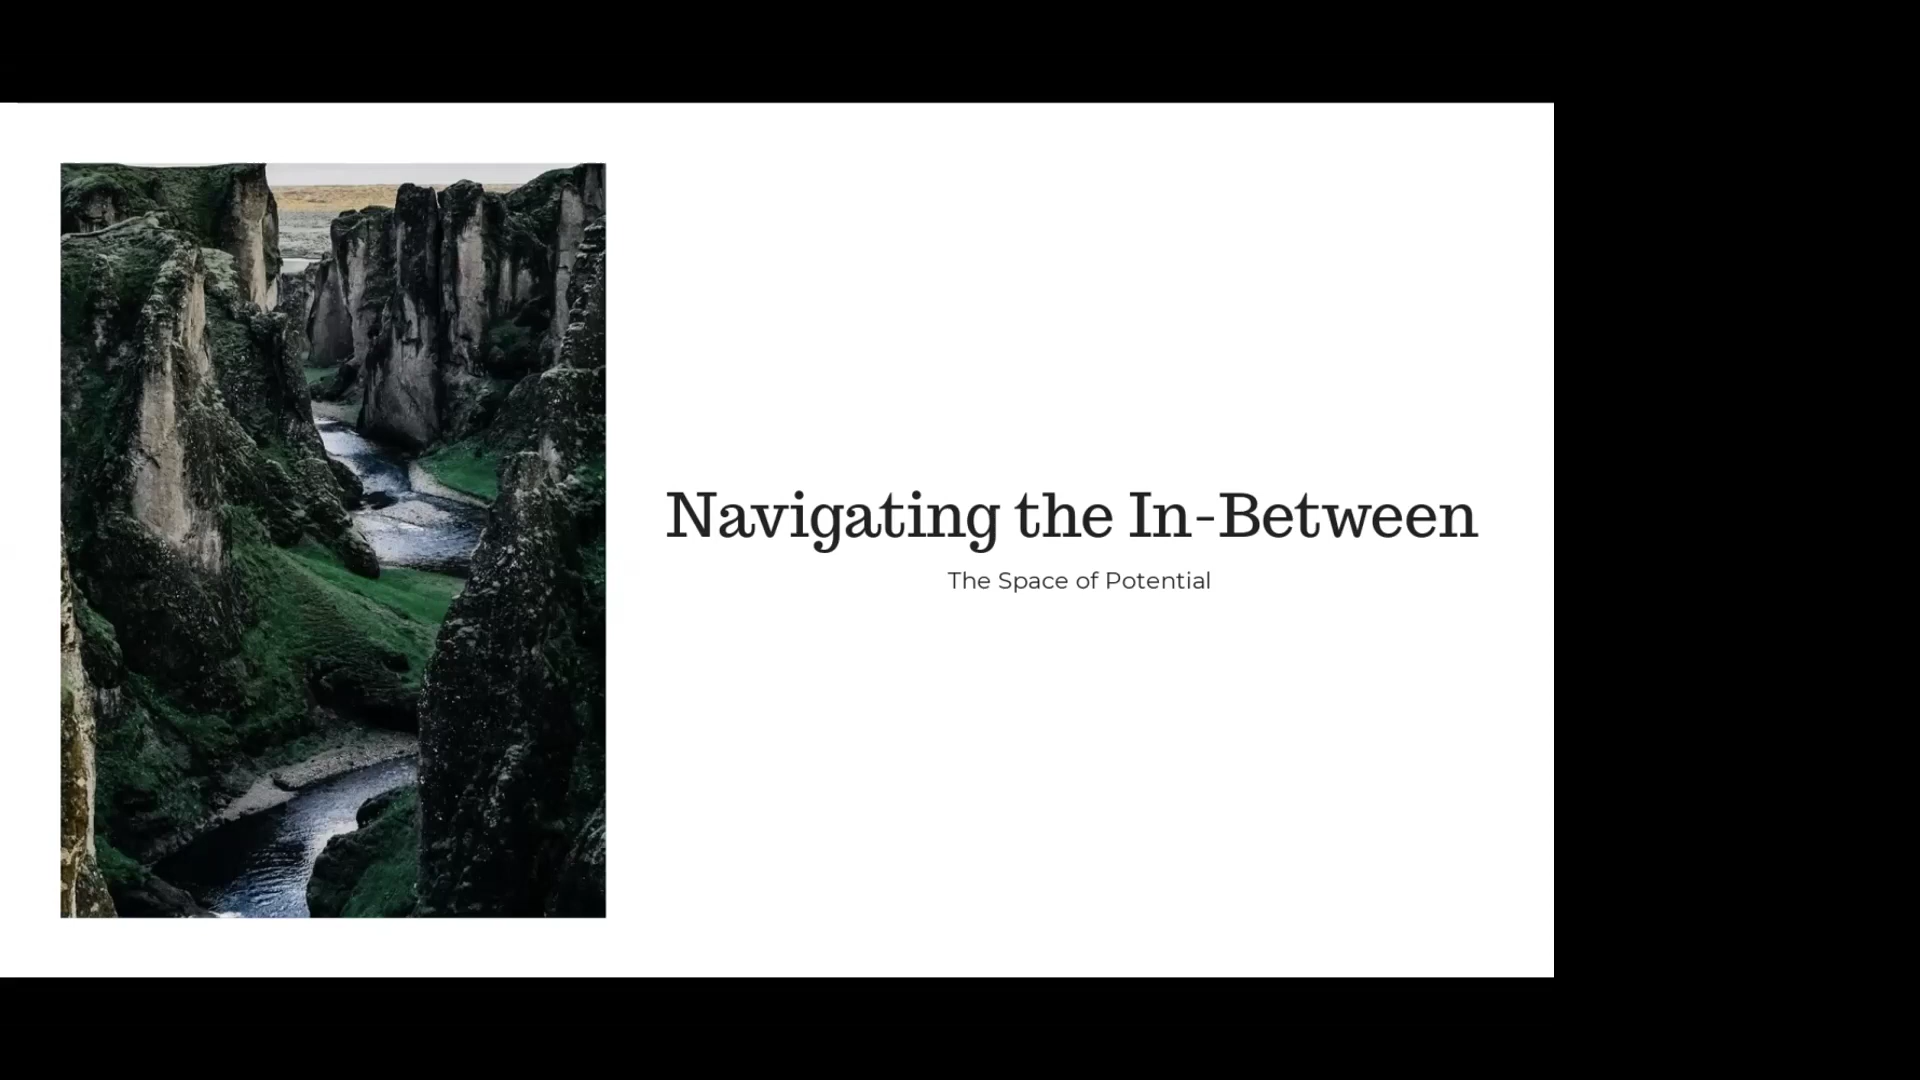 Navigating the In-Between
The Space of Potential